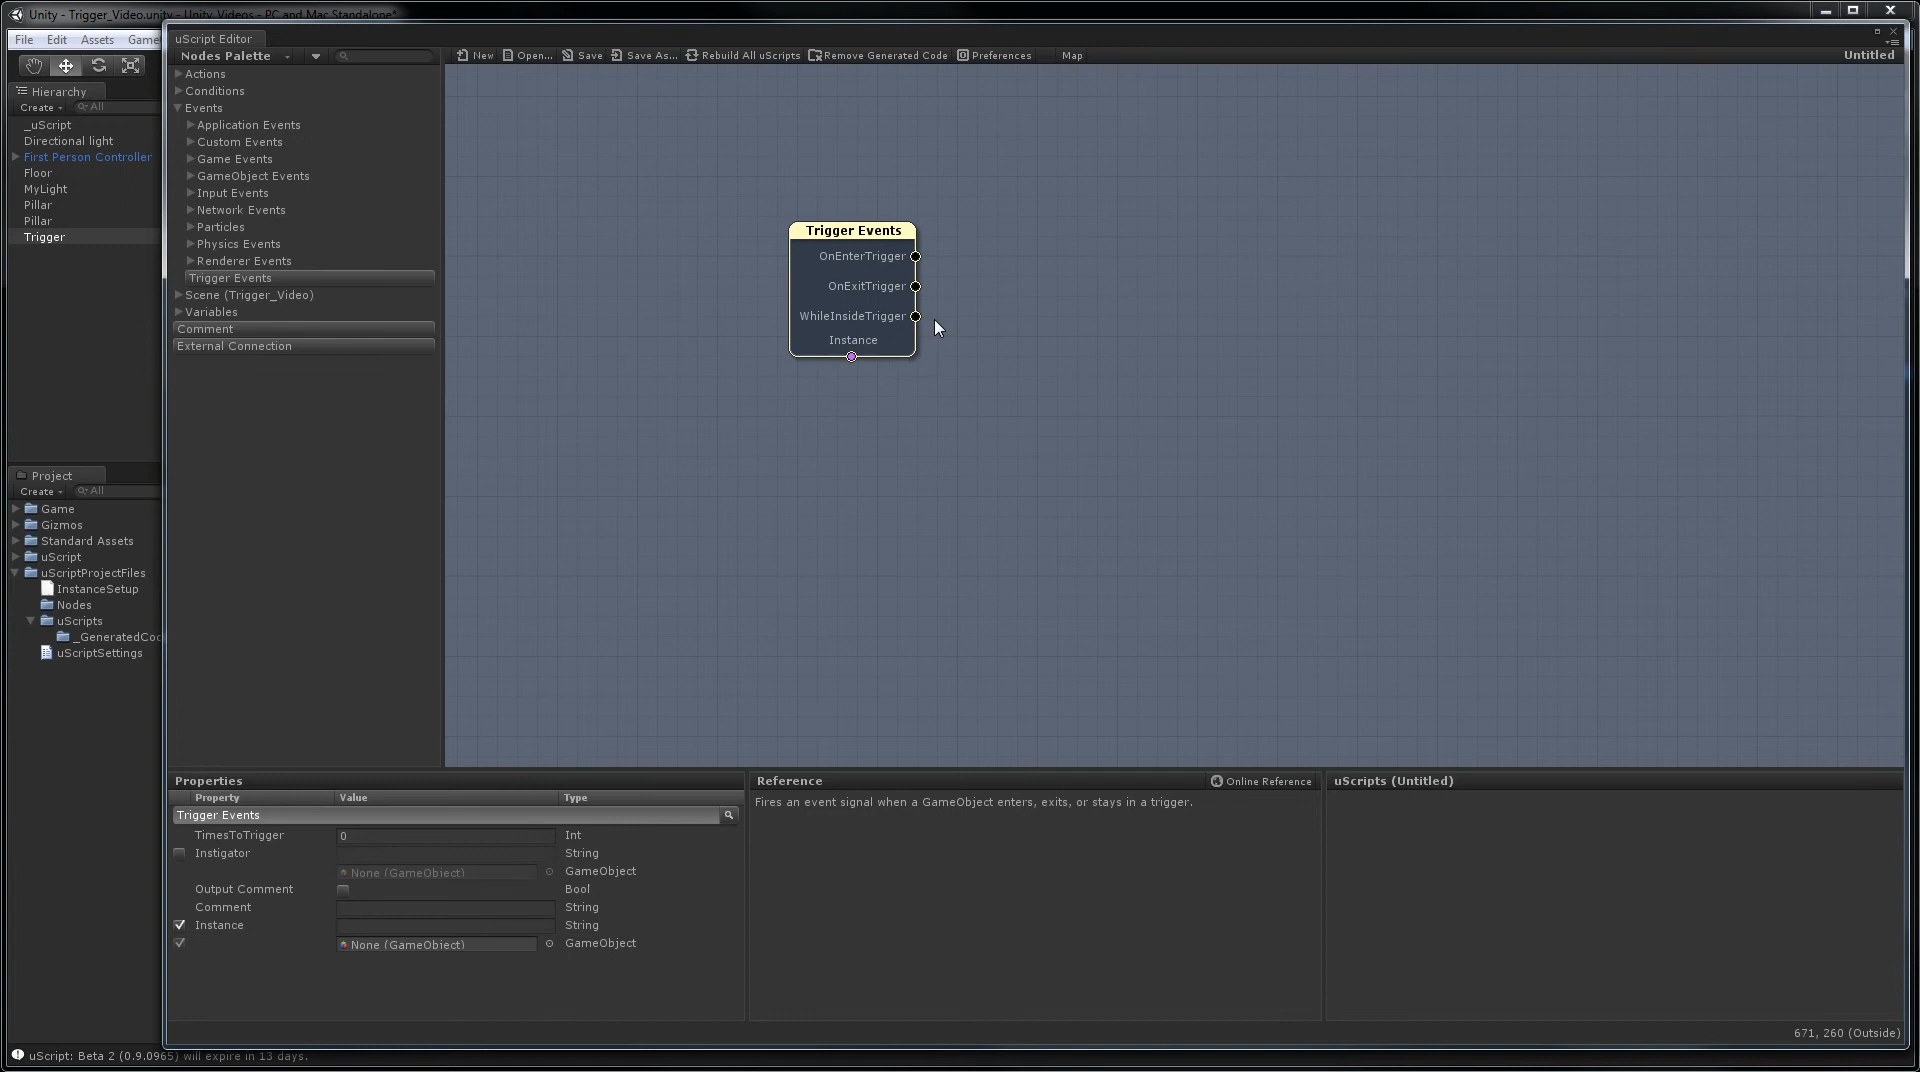 Unity - Trigger_Video.unity - Unity_Videos - PC and Mac Standalone*
File Edit Assets Game
uScript Editor
Nodes Palette
New Open... Save Save As... Rebuild All uScripts Remove Generated Code Preferences Map Untitled
Hierarchy
Create All
_uScript
Directional light
First Person Controller
Floor
MyLight
Pillar
Pillar
Trigger
Project
Create All
Game
Gizmos
Standard Assets
uScript
uScriptProjectFiles
InstanceSetup
Nodes
uScripts
_GeneratedCoc
uScriptSettings
Actions
Conditions
Events
Application Events
Custom Events
Game Events
GameObject Events
Input Events
Network Events
Particles
Physics Events
Renderer Events
Trigger Events
Scene (Trigger_Video)
Variables
Comment
External Connection
Trigger Events
OnEnterTrigger
OnExitTrigger
WhileInsideTrigger
Instance
Properties
Property Value Type
Trigger Events
TimesToTrigger 0 Int
Instigator String
None (GameObject) GameObject
Output Comment Bool
Comment String
Instance String
None (GameObject) GameObject
Reference Online Reference
Fires an event signal when a GameObject enters, exits, or stays in a trigger.
uScripts (Untitled)
671, 260 (Outside)
uScript: Beta 2 (0.9.0965) will expire in 13 days.